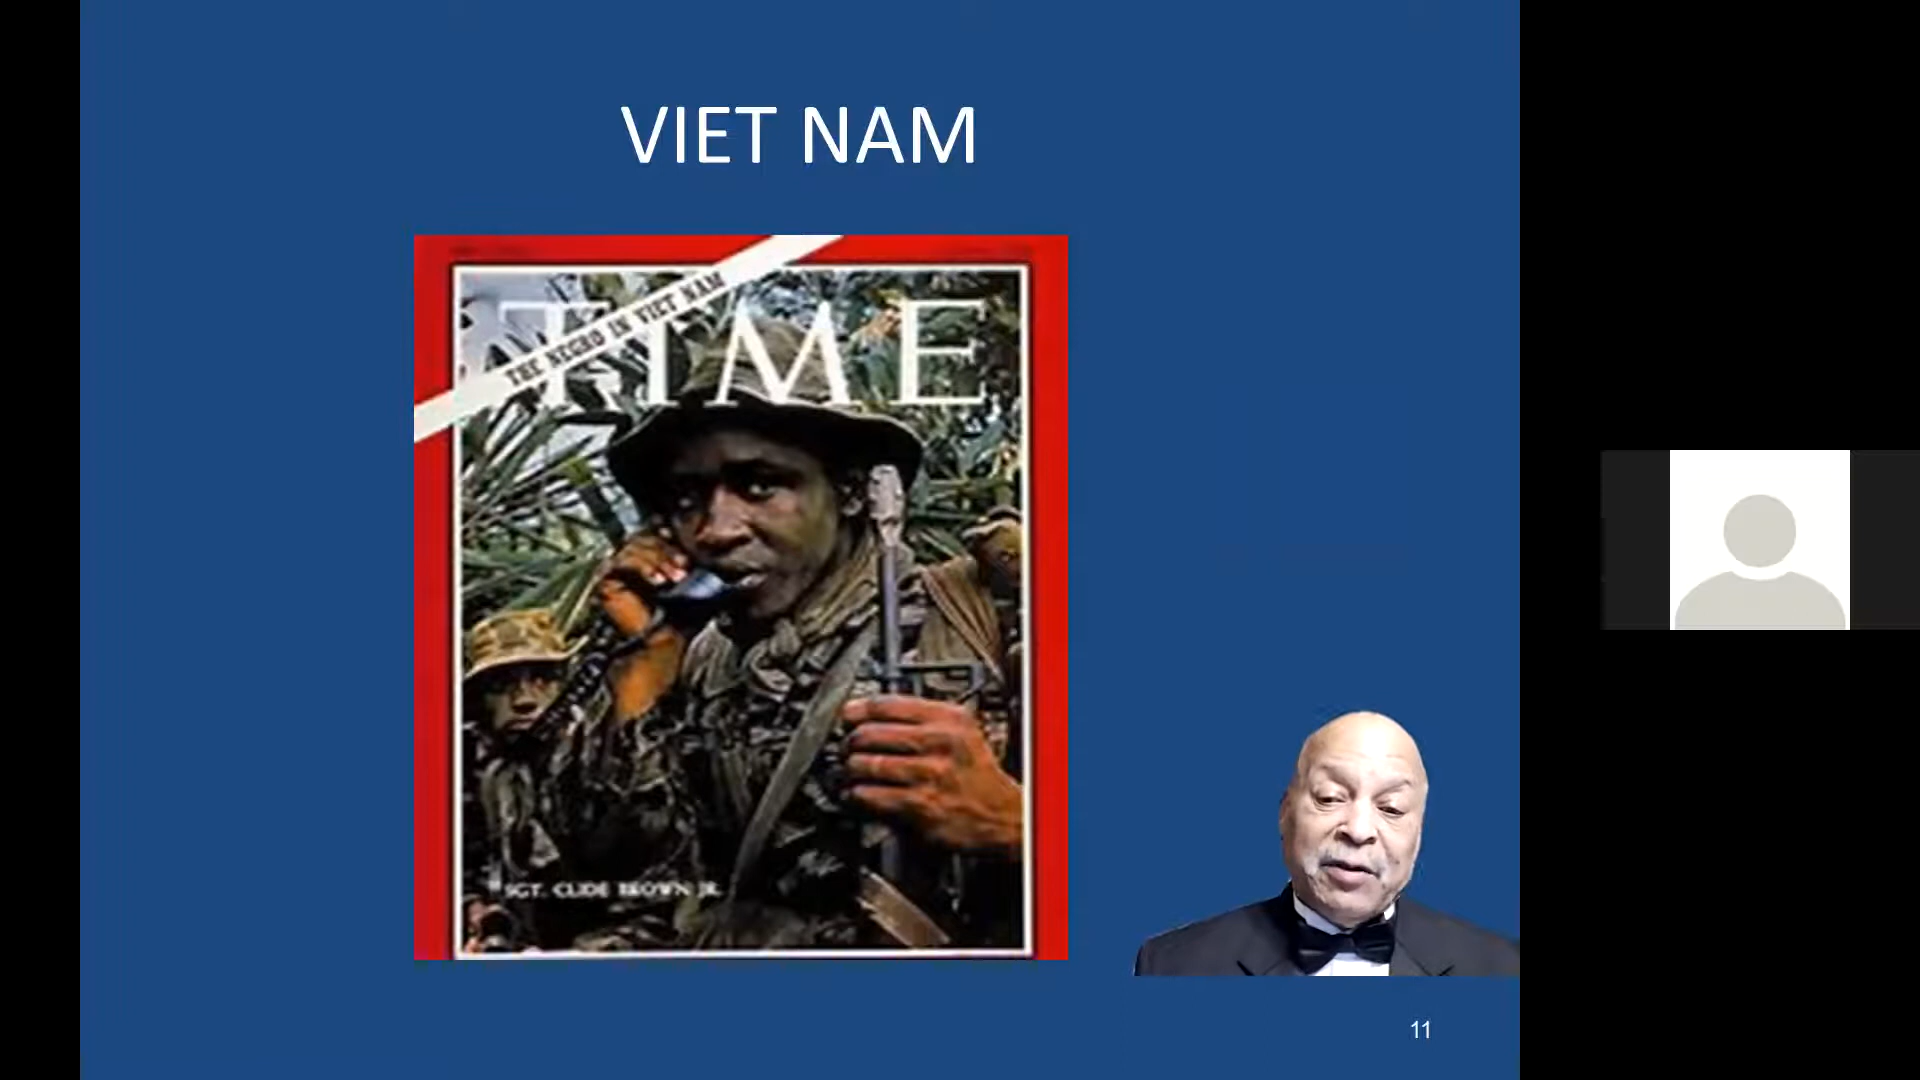 VIET NAM
THE NEGRO IN VIET NAM
TIME
SGT. CLIDE BROWN JR.
11